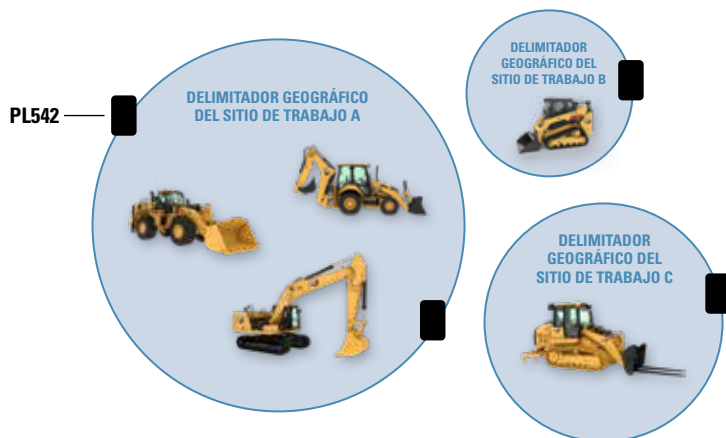 PL542
DELIMITADOR GEOGRÁFICO
DEL SITIO DE TRABAJO A
DELIMITADOR
GEOGRÁFICO DEL
SITIO DE TRABAJO B
DELIMITADOR
GEOGRÁFICO DEL
SITIO DE TRABAJO C